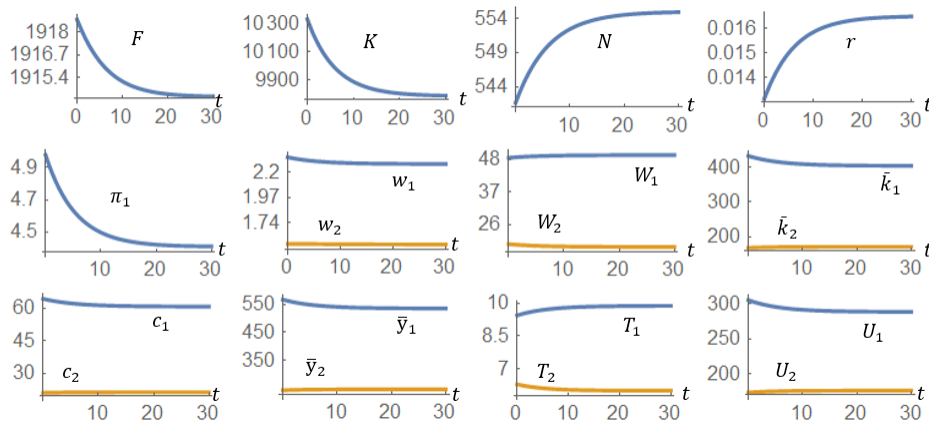 1918
1916.7
1915.4
F
0 10 20 30 t
10300
10100
9900
K
0 10 20 30 t
554
549
544
N
10 20 30 t
0.016
0.015
0.014
r
0 10 20 30 t
4.9
4.7
4.5
π₁
10 20 30 t
2.2
1.97
1.74
w₁
w₂
0 10 20 30 t
48
37
26
W₁
W₂
10 20 30 t
400
300
200
k̄₁
k̄₂
10 20 30 t
60
45
30
c₁
c₂
10 20 30 t
550
450
350
ȳ₁
ȳ₂
0 10 20 30 t
10
8.5
7
T₁
T₂
0 10 20 30 t
300
250
200
U₁
U₂
10 20 30 t